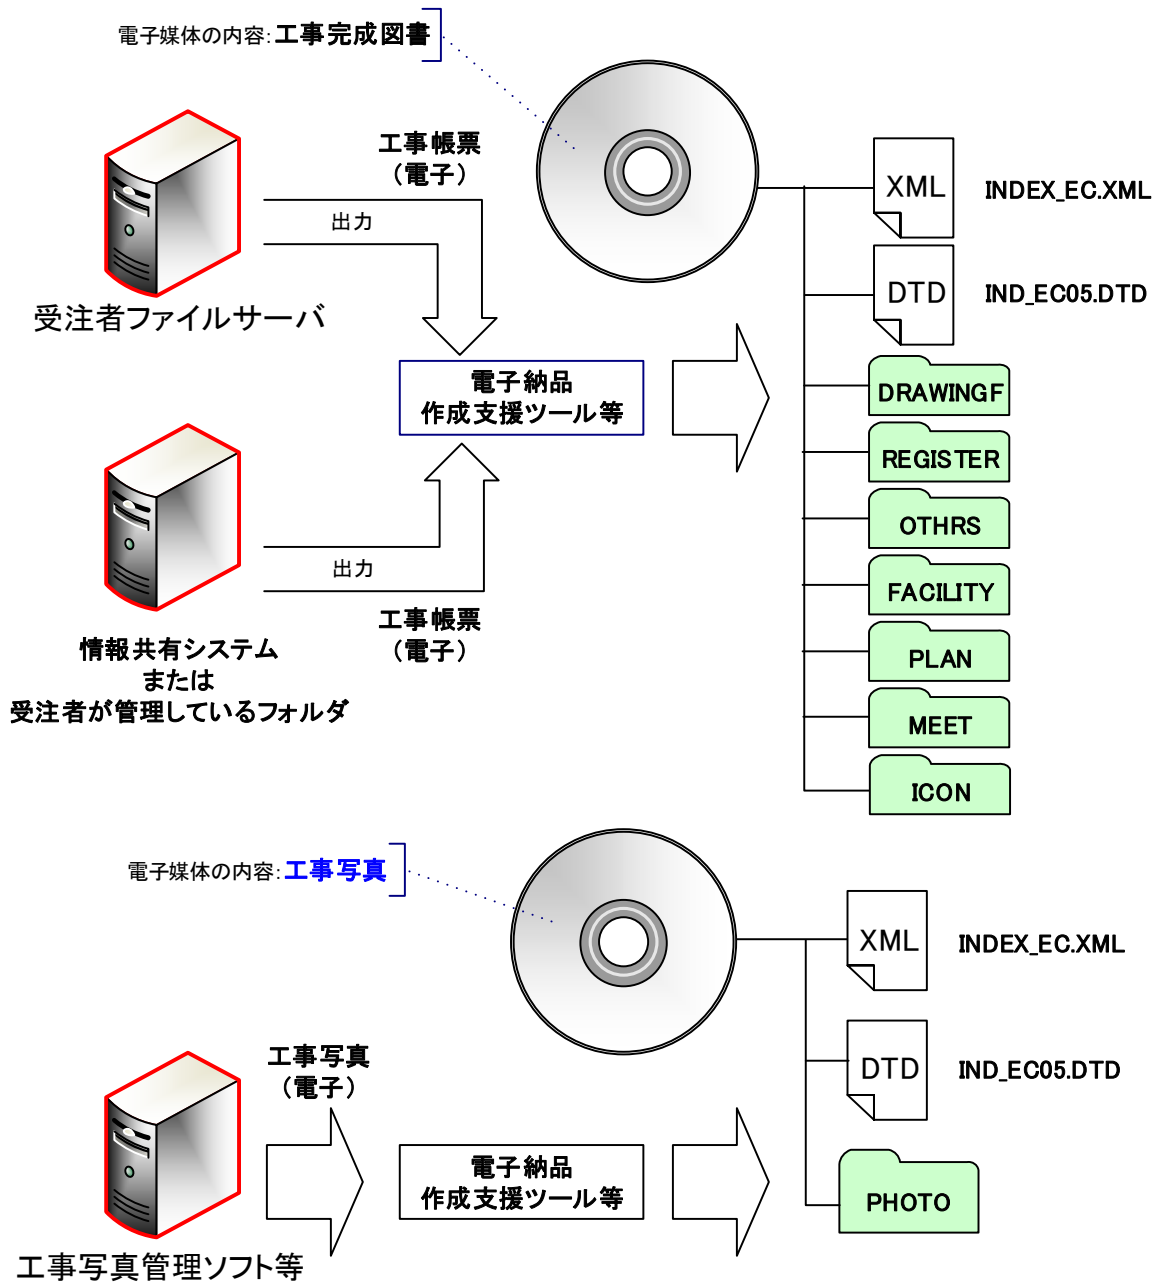 電子媒体の内容:工事完成図書
工事帳票
(電子)
出力
受注者ファイルサーバ
電子納品
作成支援ツール等
出力
工事帳票
(電子)
情報共有システム
または
受注者が管理しているフォルダ
XML
INDEX_EC.XML
DTD
IND_EC05.DTD
DRAWINGF
REGISTER
OTHRS
FACILITY
PLAN
MEET
ICON
電子媒体の内容:工事写真
工事写真
(電子)
電子納品
作成支援ツール等
工事写真管理ソフト等
XML
INDEX_EC.XML
DTD
IND_EC05.DTD
PHOTO